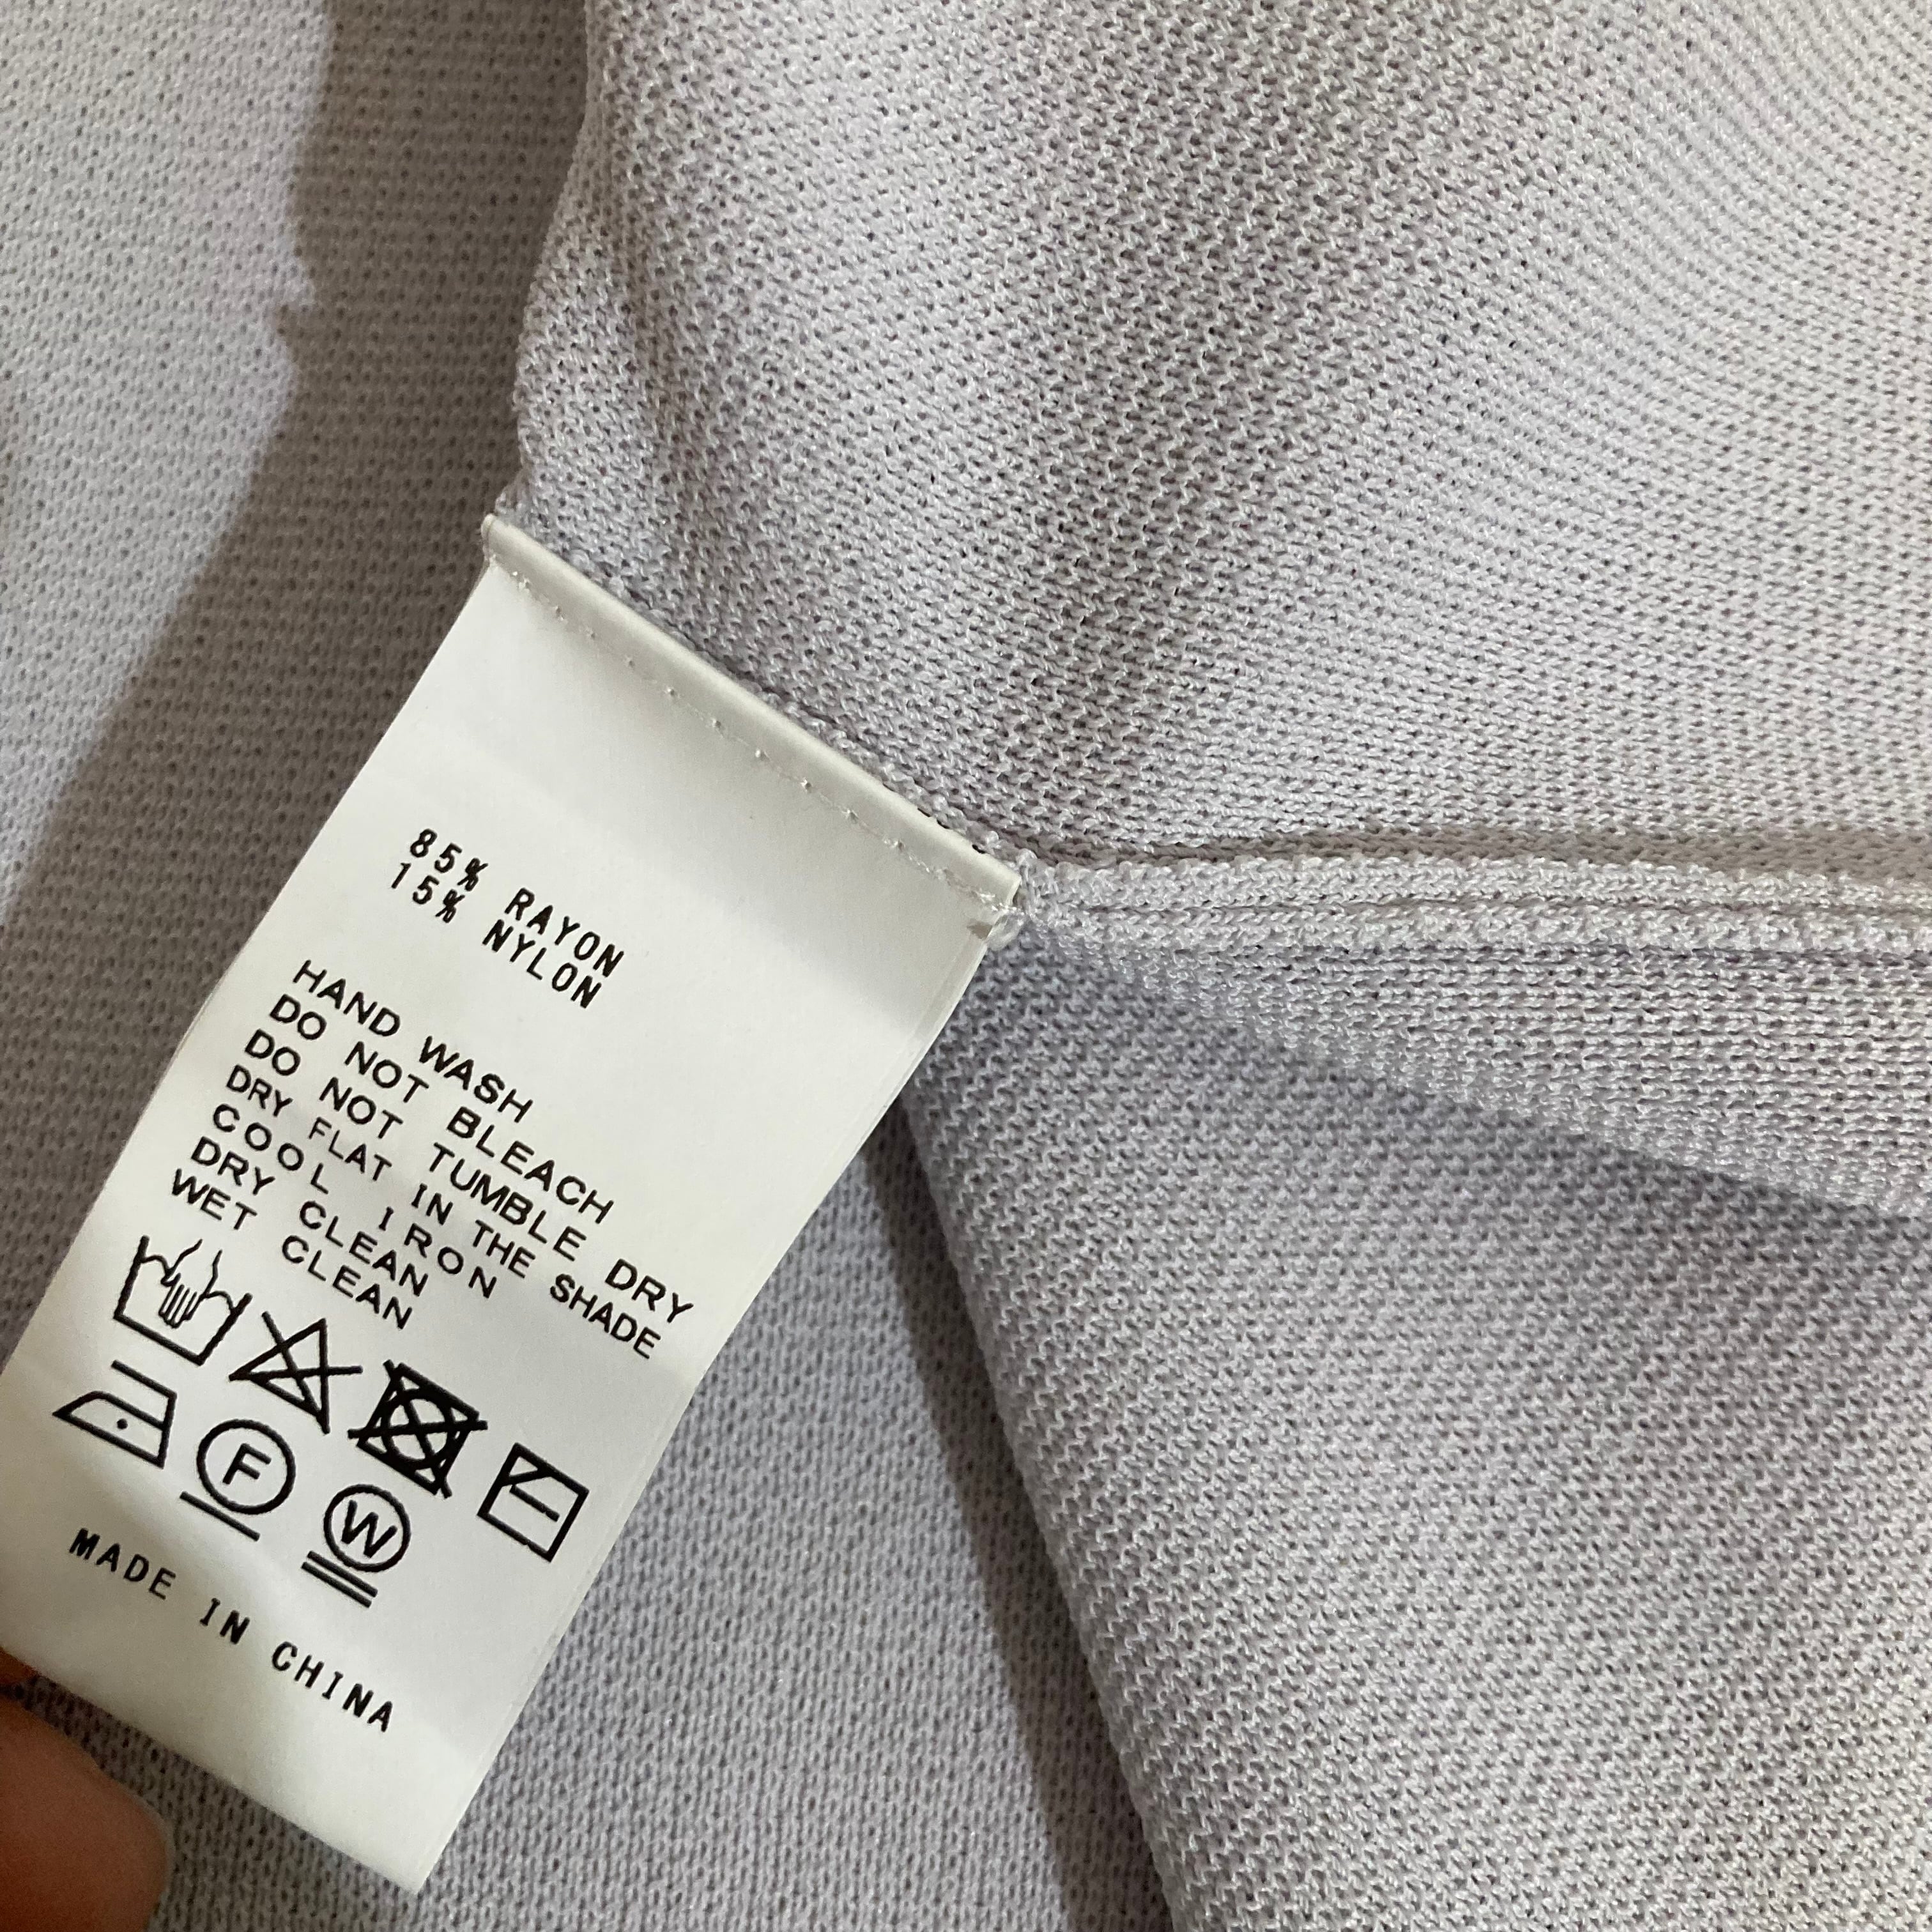 85% RAYON
15% NYLON
HAND WASH
DO NOT BLEACH
DO NOT TUMBLE DRY
DRY FLAT IN THE SHADE
COOL IRON
DRY CLEAN
WET CLEAN
F
W
MADE IN CHINA